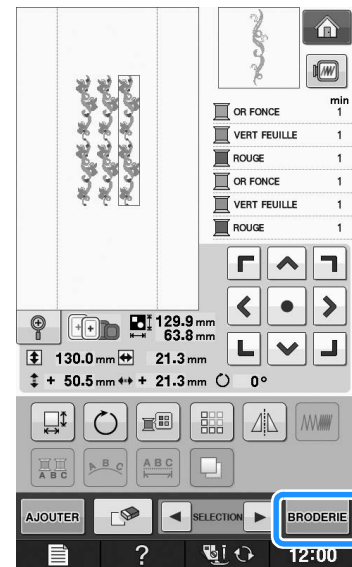 min
OR FONCE 1
VERT FEUILLE 1
ROUGE 1
OR FONCE 1
VERT FEUILLE 1
ROUGE 1
129.9 mm
63.8 mm
130.0 mm 21.3 mm
+ 50.5 mm + 21.3 mm 0°
A B C
A B C
A B C
AJOUTER SELECTION BRODERIE
? 12:00